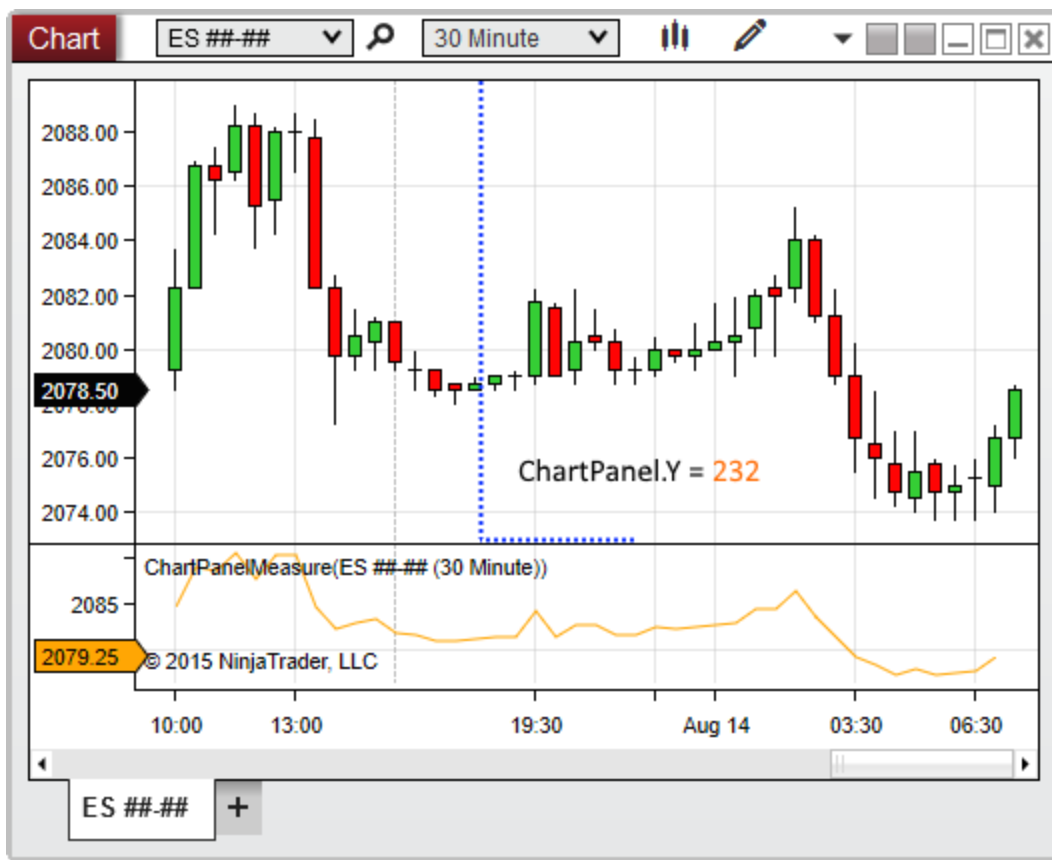 Chart ES ##-## 30 Minute
2088.00
2086.00
2084.00
2082.00
2080.00
2078.50
2078.00
2076.00
ChartPanel.Y = 232
2074.00
ChartPanelMeasure(ES ##-## (30 Minute))
2085
2079.25
© 2015 NinjaTrader, LLC
10:00 13:00 19:30 Aug 14 03:30 06:30
ES ##-## +